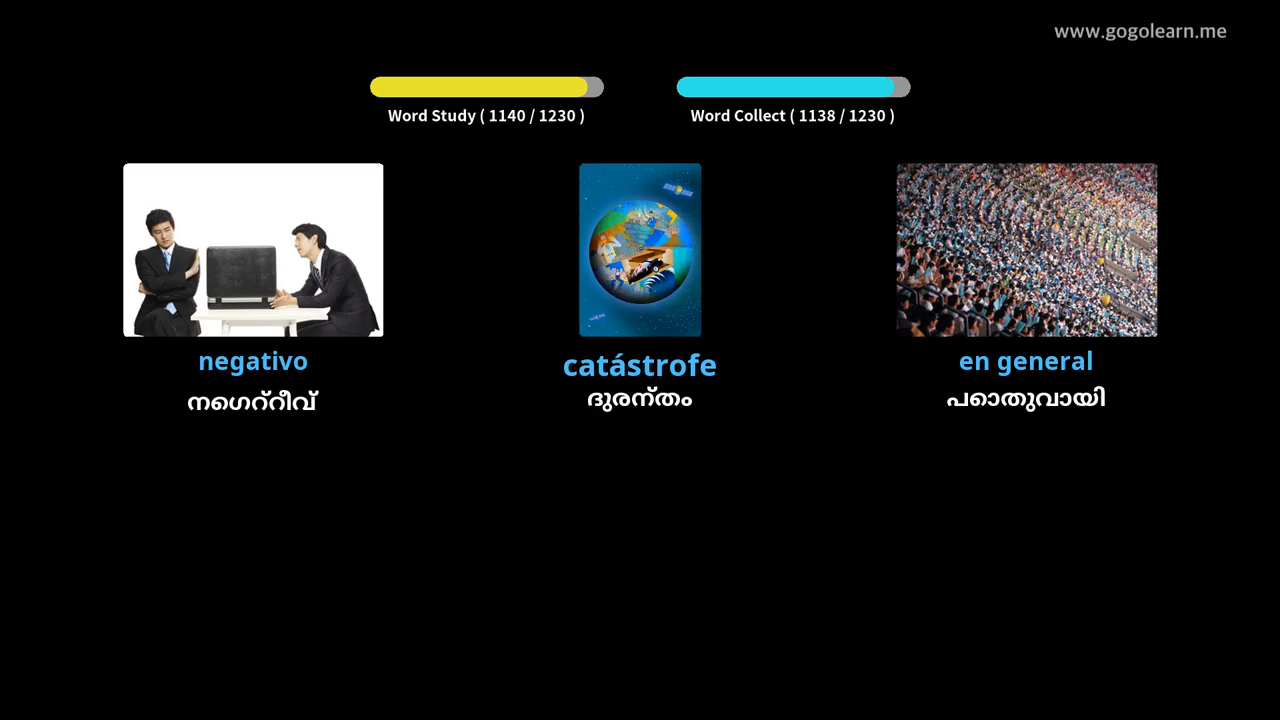 www.gogolearn.me
Word Study ( 1140 / 1230 )
Word Collect ( 1138 / 1230 )
negativo
catástrofe
en general
നഗെറ്റീവ്
ദുരന്തം
പൊതുവായി